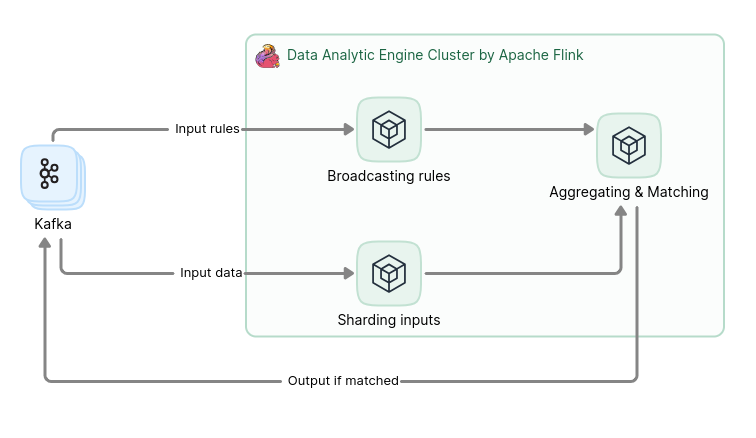 Data Analytic Engine Cluster by Apache Flink
Input rules
Broadcasting rules
Aggregating & Matching
Kafka
Input data
Sharding inputs
Output if matched